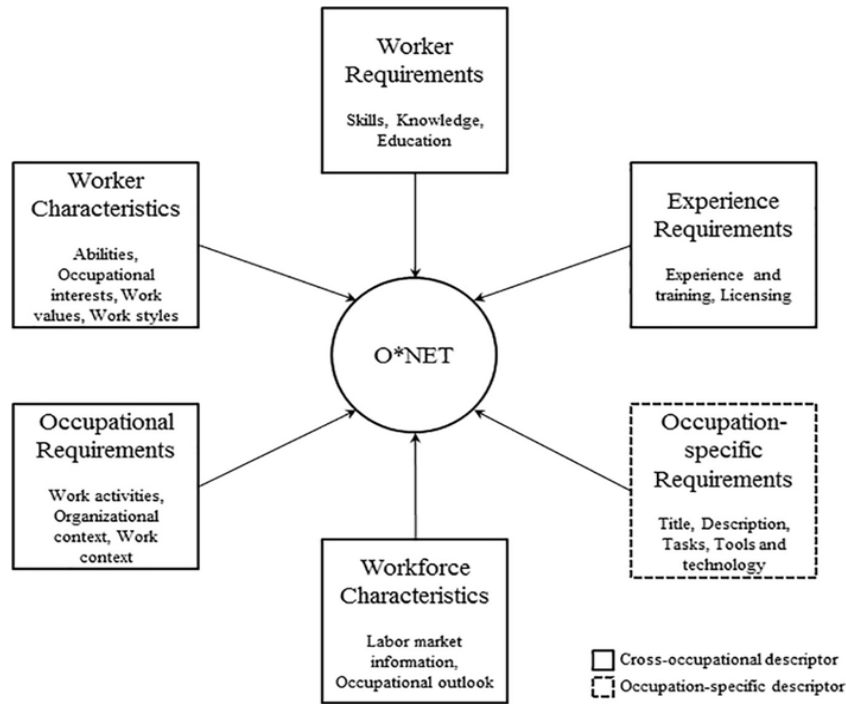 Worker
Requirements
Skills, Knowledge,
Education
Worker
Characteristics
Abilities,
Occupational
interests, Work
values, Work styles
Experience
Requirements
Experience and
training, Licensing
O*NET
Occupational
Requirements
Work activities,
Organizational
context, Work
context
Occupation-
specific
Requirements
Title, Description,
Tasks, Tools and
technology
Workforce
Characteristics
Labor market
information,
Occupational outlook
Cross-occupational descriptor
Occupation-specific descriptor